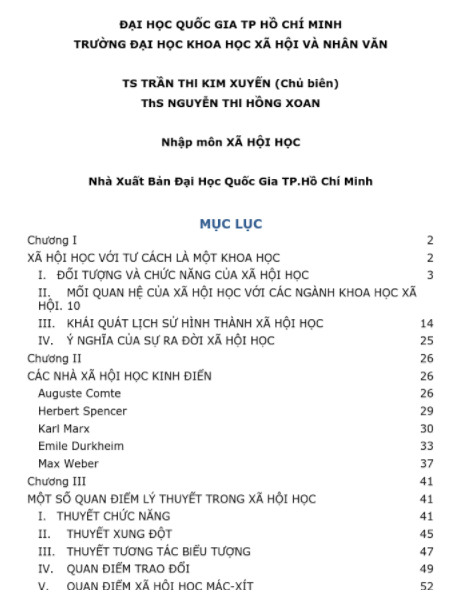 ĐẠI HỌC QUỐC GIA TP HỒ CHÍ MINH
TRƯỜNG ĐẠI HỌC KHOA HỌC XÃ HỘI VÀ NHÂN VĂN
TS TRẦN THl KIM XUYẾN (Chủ biên)
ThS NGUYỄN THl HỒNG XOAN
Nhập môn XÃ HỘI HỌC
Nhà Xuất Bản Đại Học Quốc Gia TP.Hồ Chí Minh
MỤC LỤC
Chương I 2
XÃ HỘI HỌC VỚI TƯ CÁCH LÀ MỘT KHOA HỌC 2
I. ĐỐI TƯỢNG VÀ CHỨC NĂNG CỦA XÃ HỘI HỌC 3
II. MỐI QUAN HỆ CỦA XÃ HỘI HỌC VỚI CÁC NGÀNH KHOA HỌC XÃ
HỘI. 10
III. KHÁI QUÁT LỊCH SỬ HÌNH THÀNH XÃ HỘI HỌC 14
IV. Ý NGHĨA CỦA SỰ RA ĐỜI XÃ HỘI HỌC 25
Chương II 26
CÁC NHÀ XÃ HỘI HỌC KINH ĐIỂN 26
Auguste Comte 26
Herbert Spencer 29
Karl Marx 30
Emile Durkheim 33
Max Weber 37
Chương III 41
MỘT SỐ QUAN ĐIỂM LÝ THUYẾT TRONG XÃ HỘI HỌC 41
I. THUYẾT CHỨC NĂNG 41
II. THUYẾT XUNG ĐỘT 45
III. THUYẾT TƯƠNG TÁC BIỂU TƯỢNG 47
IV. QUAN ĐIỂM TRAO ĐỔI 49
V. QUAN ĐIỂM XÃ HỘI HỌC MÁC-XÍT 52